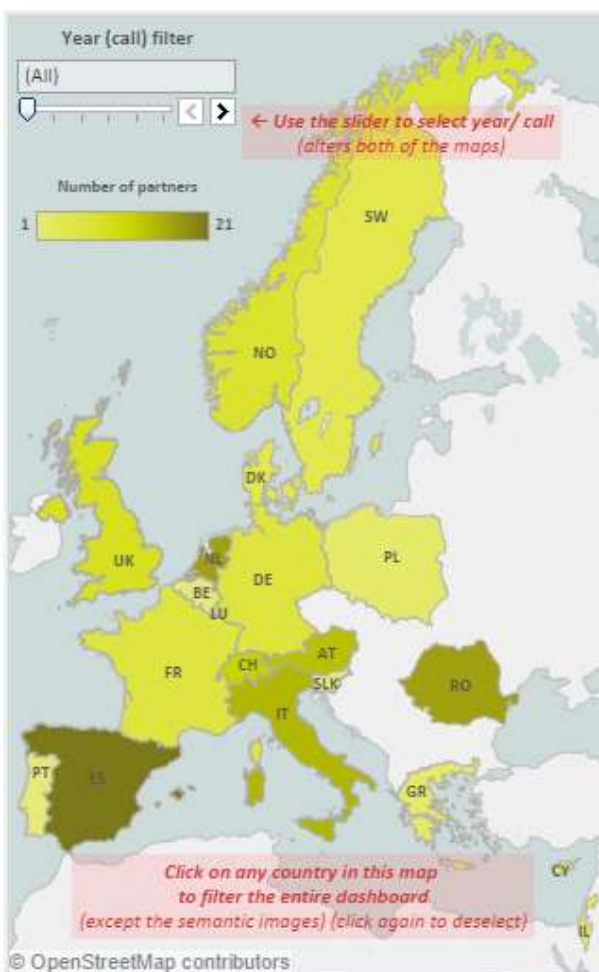 Year (call) filter
(All)
← Use the slider to select year/ call
(alters both of the maps)
Number of partners
1 21
SW
NO
DK
UK
NL
PL
BE
DE
LU
FR
CH
AT
SLK
RO
IT
PT
ES
GR
Click on any country in this map
to filter the entire dashboard
(except the semantic images) (click again to deselect)
CY
IL
© OpenStreetMap contributors